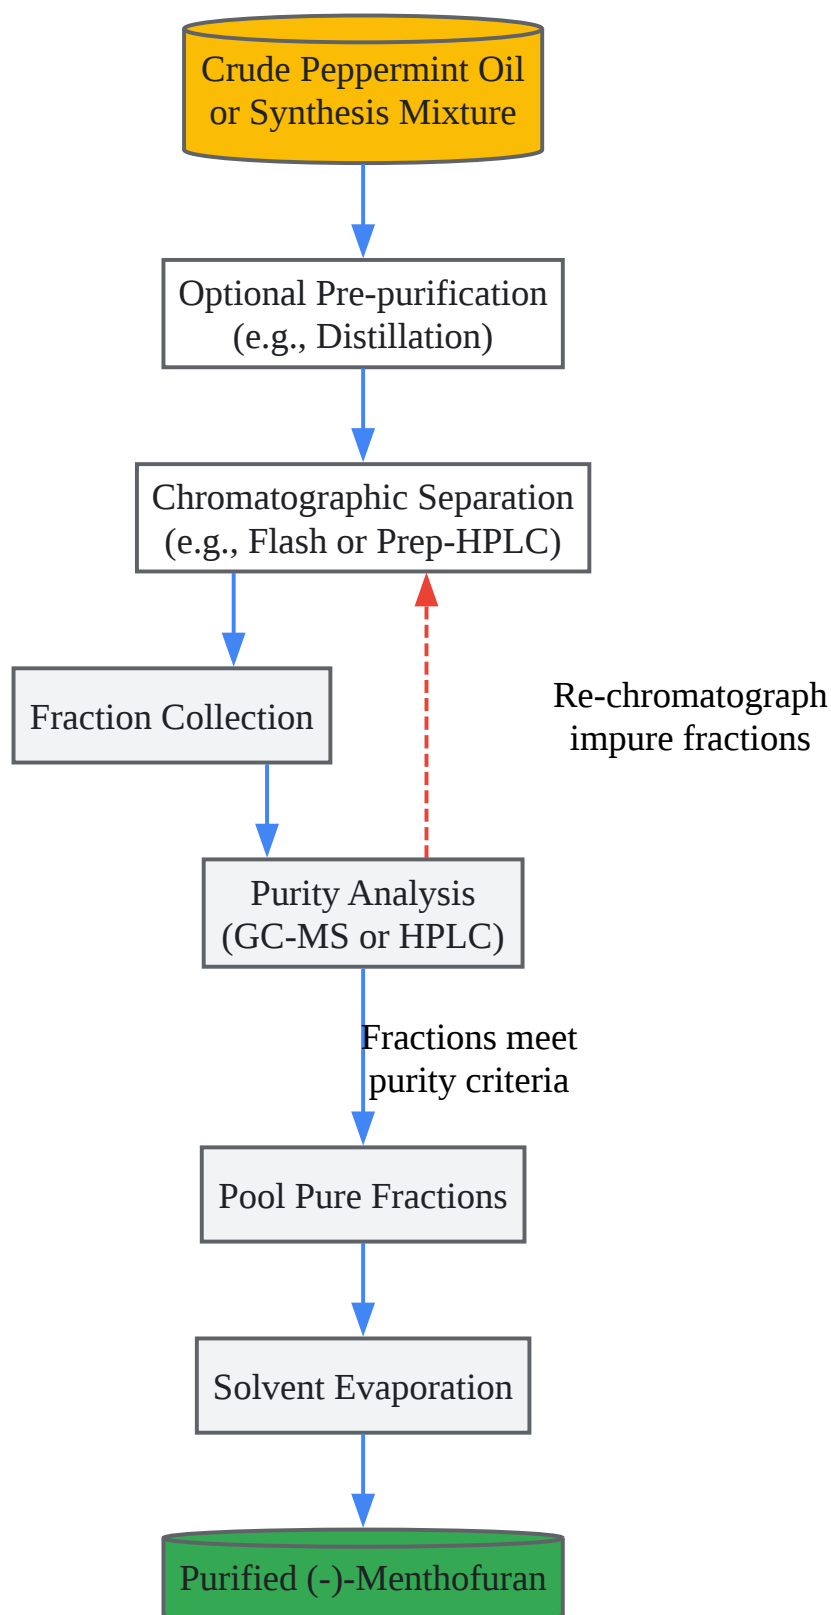 Crude Peppermint Oil
or Synthesis Mixture
Optional Pre-purification
(e.g., Distillation)
Chromatographic Separation
(e.g., Flash or Prep-HPLC)
Fraction Collection
Re-chromatograph
impure fractions
Purity Analysis
(GC-MS or HPLC)
Fractions meet
purity criteria
Pool Pure Fractions
Solvent Evaporation
Purified (-)-Menthofuran